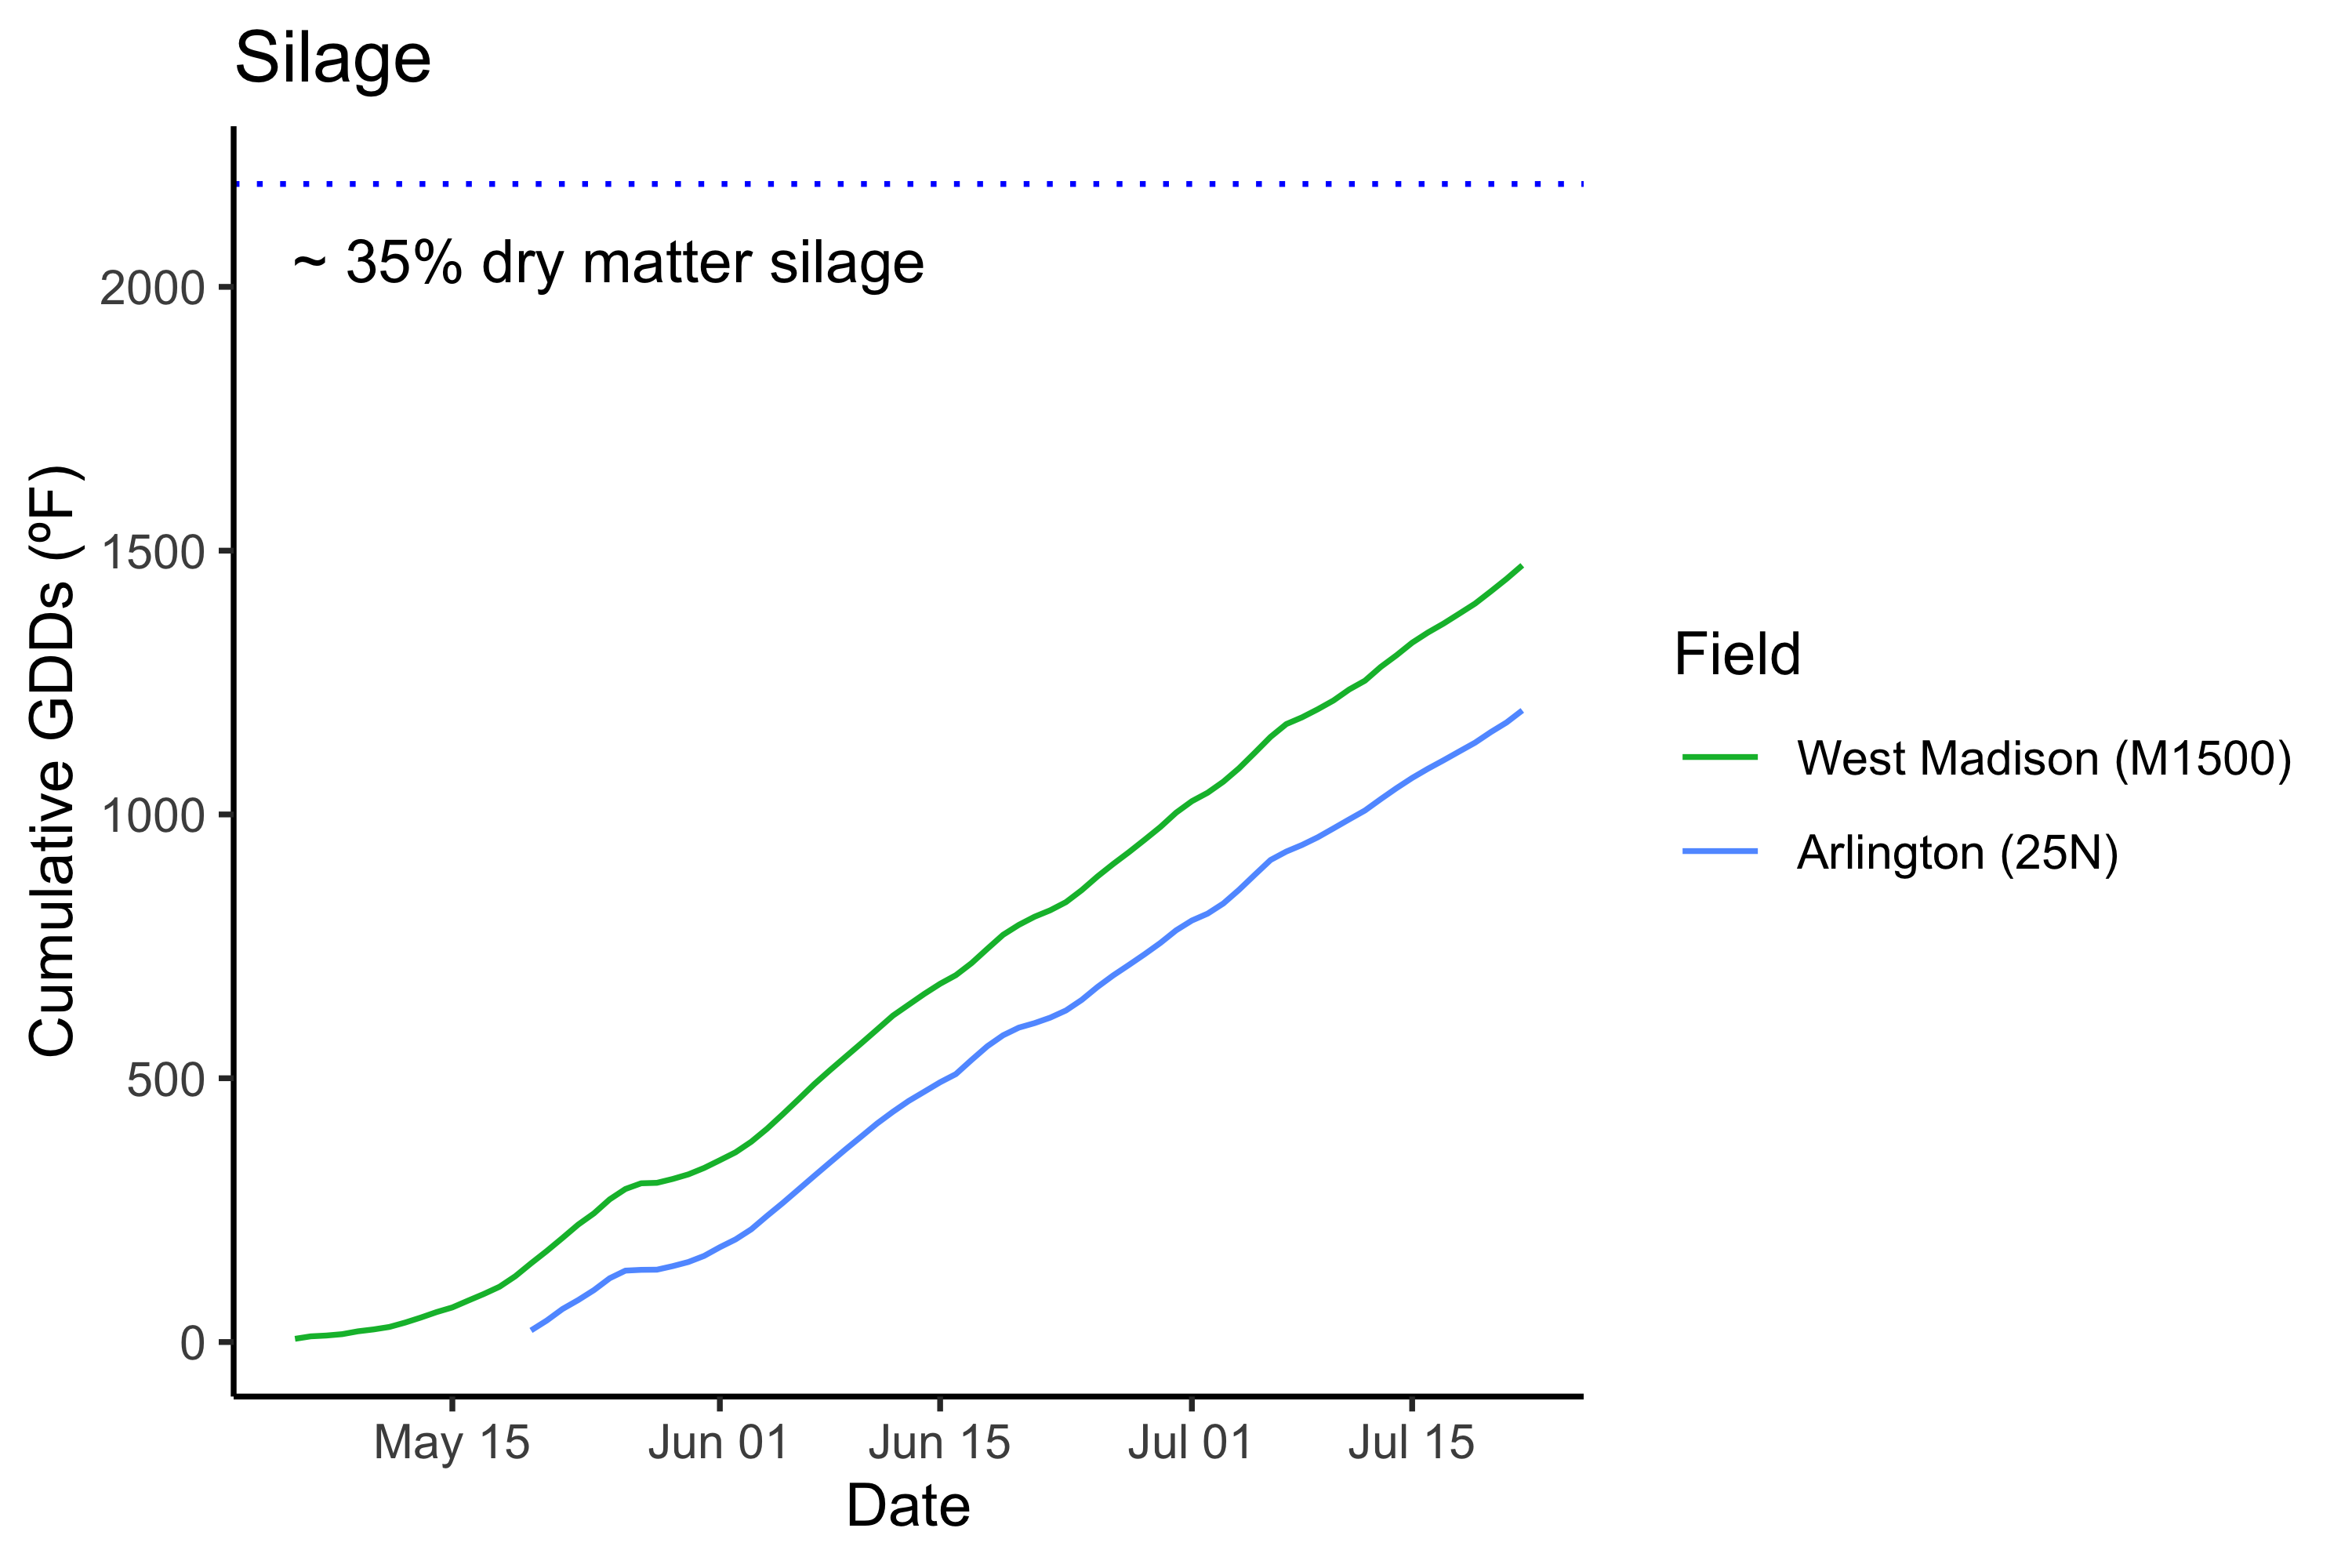 Silage
~ 35% dry matter silage
Cumulative GDDs (ºF)
2000
1500
1000
500
0
May 15
Jun 01
Jun 15
Jul 01
Jul 15
Date
Field
West Madison (M1500)
Arlington (25N)